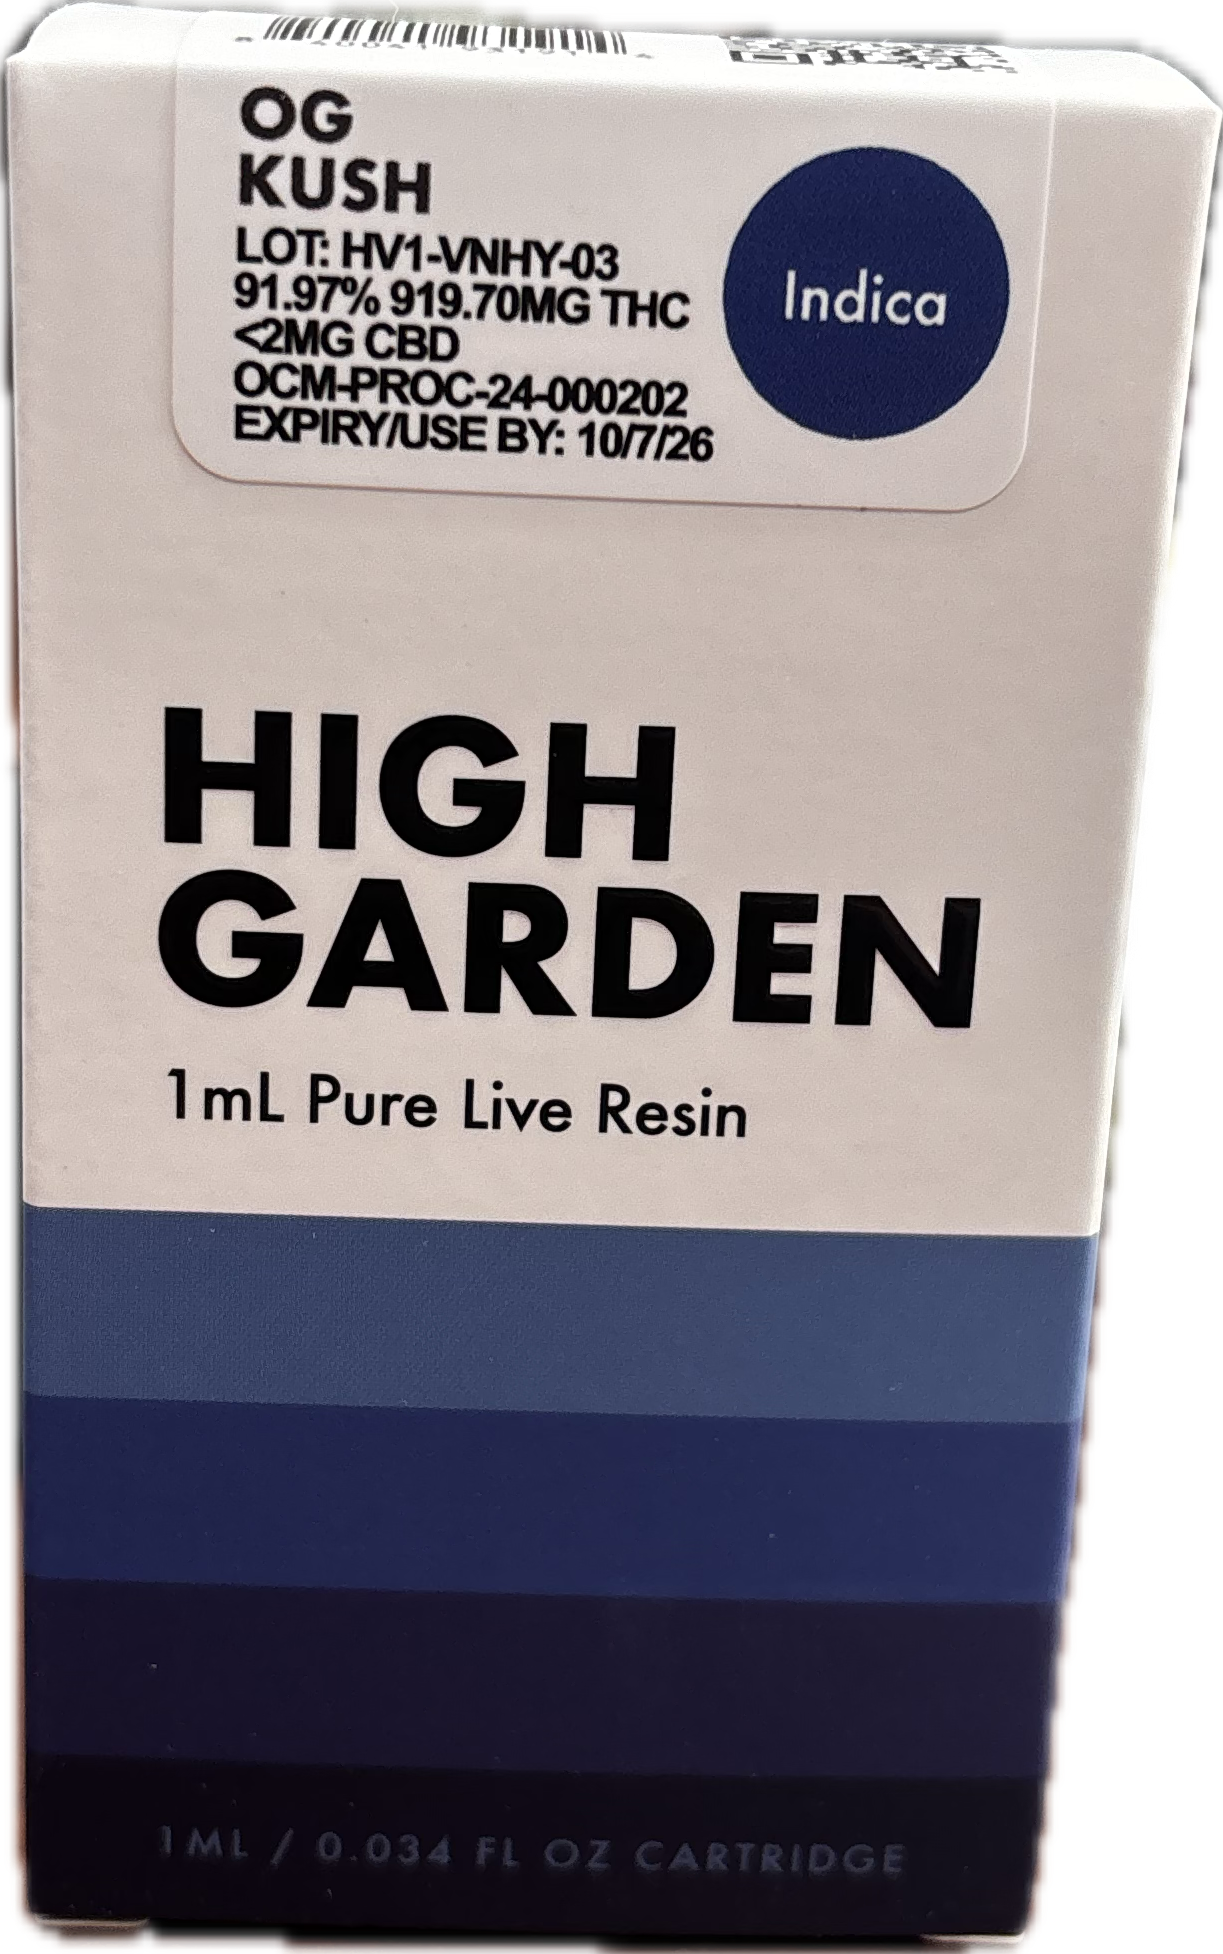 OG
KUSH
LOT: HV1-VNHY-03
91.97% 919.70MG THC
<2MG CBD
OCM-PROC-24-000202
EXPIRY/USE BY: 10/7/26
Indica
HIGH
GARDEN
1mL Pure Live Resin
1ML / 0.034 FL OZ CARTRIDGE